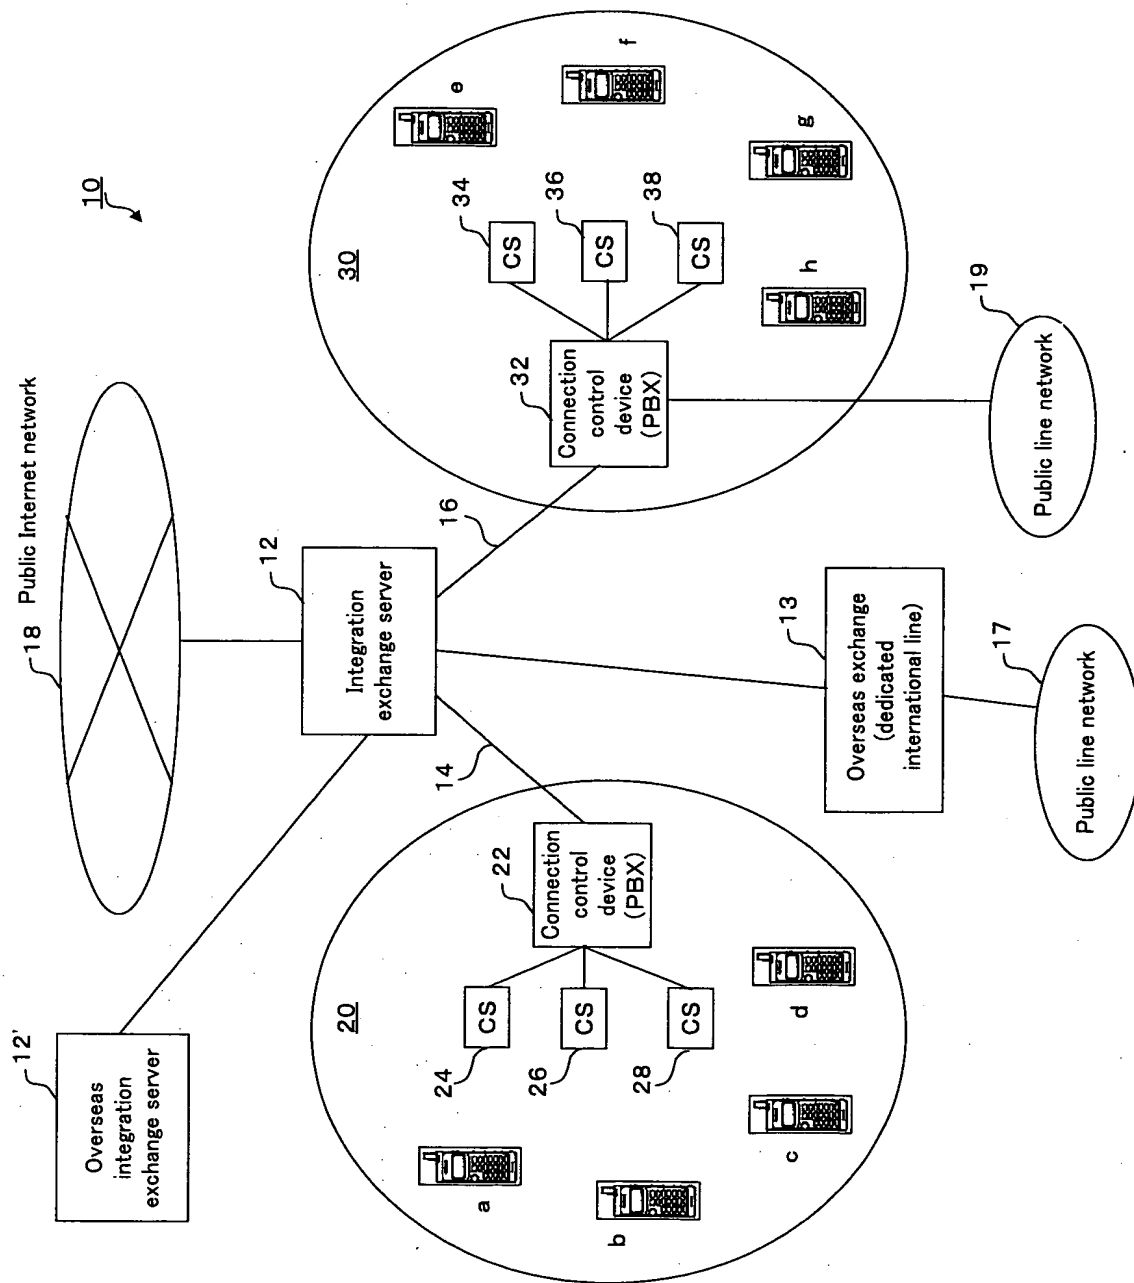 10
18
Public Internet network
12'
Overseas
integration
exchange server
12
Integration
exchange server
14
16
20
22
Connection
control
device
(PBX)
24
CS
26
CS
28
CS
a
b
c
d
30
32
Connection
control
device
(PBX)
34
CS
36
CS
38
CS
e
f
g
h
13
Overseas exchange
(dedicated
international line)
17
Public line network
19
Public line network